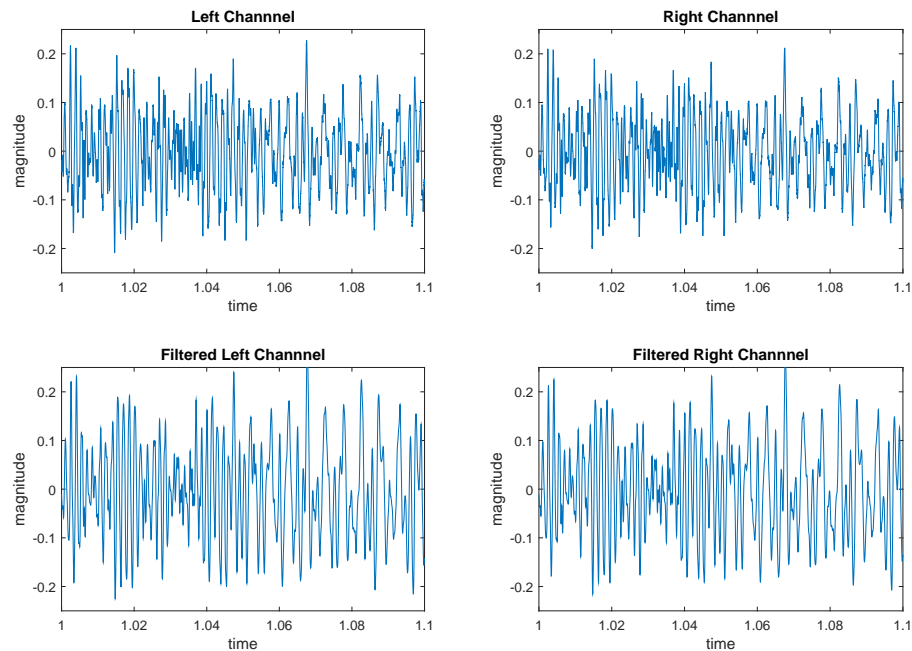 Left Channnel
0.2
0.1
0
-0.1
-0.2
magnitude
1 1.02 1.04 1.06 1.08 1.1
time
Right Channnel
0.2
0.1
0
-0.1
-0.2
magnitude
1 1.02 1.04 1.06 1.08 1.1
time
Filtered Left Channnel
0.2
0.1
0
-0.1
-0.2
magnitude
1 1.02 1.04 1.06 1.08 1.1
time
Filtered Right Channnel
0.2
0.1
0
-0.1
-0.2
magnitude
1 1.02 1.04 1.06 1.08 1.1
time